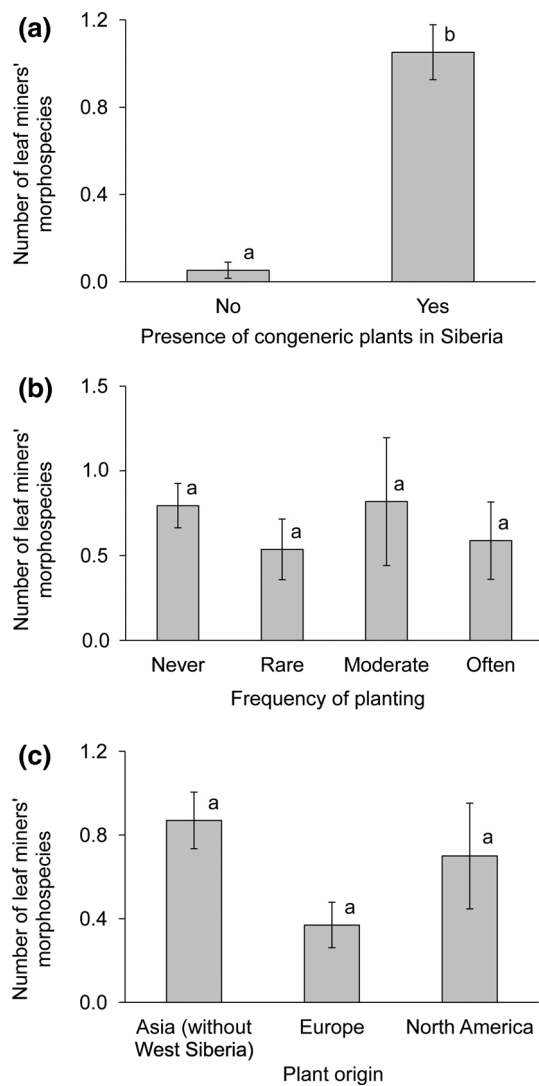 (a)
Number of leaf miners'
morphospecies
1.2
0.8
0.4
0.0
a
b
No Yes
Presence of congeneric plants in Siberia
(b)
Number of leaf miners'
morphospecies
1.5
1.0
0.5
0.0
a a a a
Never Rare Moderate Often
Frequency of planting
(c)
Number of leaf miners'
morphospecies
1.2
0.8
0.4
0.0
a a a
Asia (without
West Siberia)
Europe
North America
Plant origin